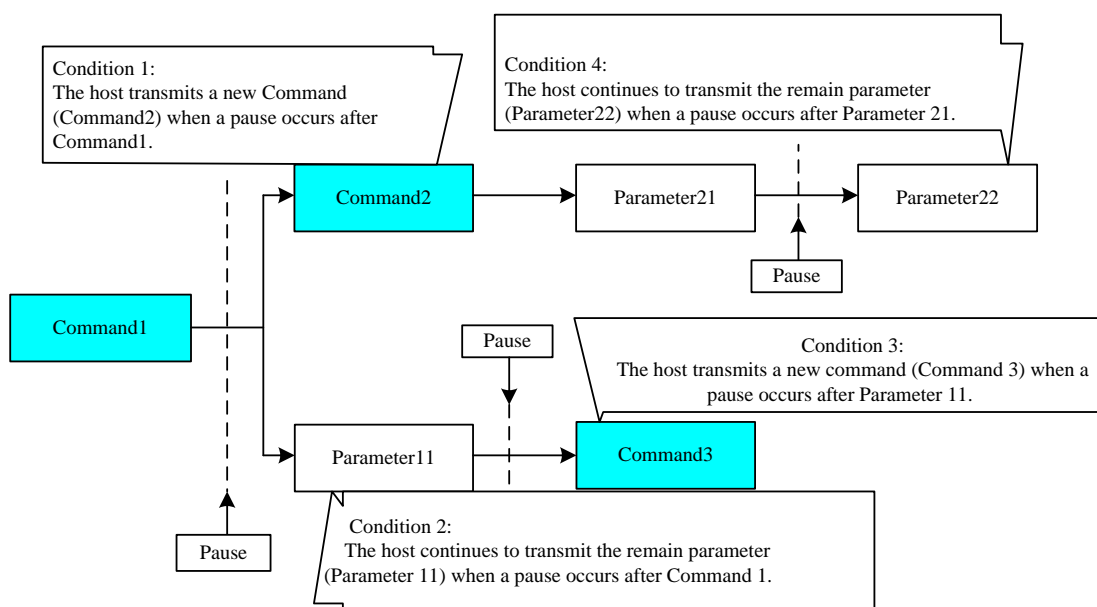 Condition 1:
The host transmits a new Command
(Command2) when a pause occurs after
Command1.
Condition 4:
The host continues to transmit the remain parameter
(Parameter22) when a pause occurs after Parameter 21.
Command2
Parameter21
Parameter22
Pause
Command1
Pause
Condition 3:
The host transmits a new command (Command 3) when a
pause occurs after Parameter 11.
Parameter11
Command3
Pause
Condition 2:
The host continues to transmit the remain parameter
(Parameter 11) when a pause occurs after Command 1.